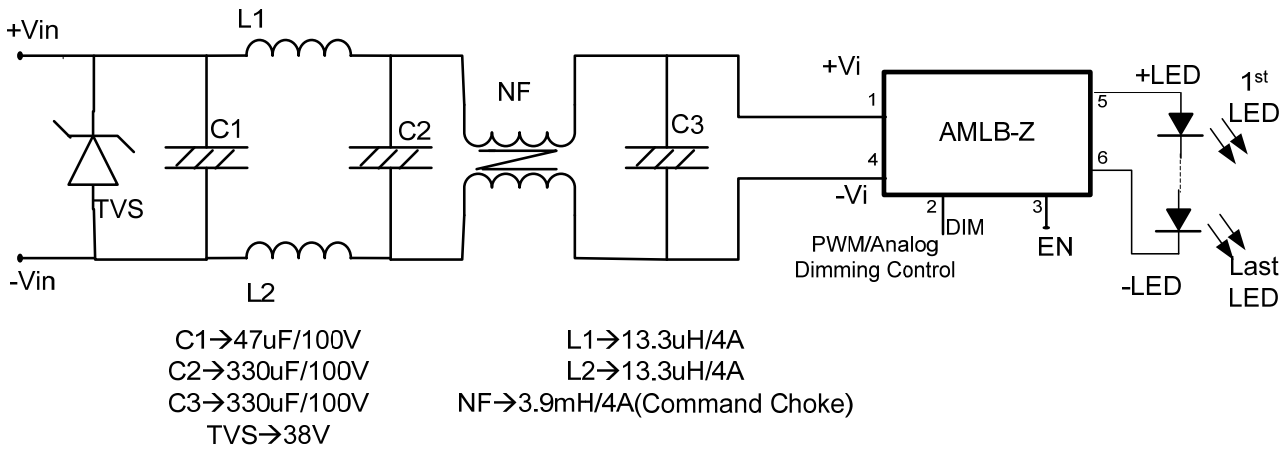 +Vin
L1
NF
C1
C2
C3
TVS
-Vin
L2
+Vi
1
4
-Vi
AMLB-Z
2
DIM
3
EN
PWM/Analog
Dimming Control
5
6
+LED
1st
LED
-LED
Last
LED
C1→47uF/100V
C2→330uF/100V
C3→330uF/100V
TVS→38V
L1→13.3uH/4A
L2→13.3uH/4A
NF→3.9mH/4A(Command Choke)